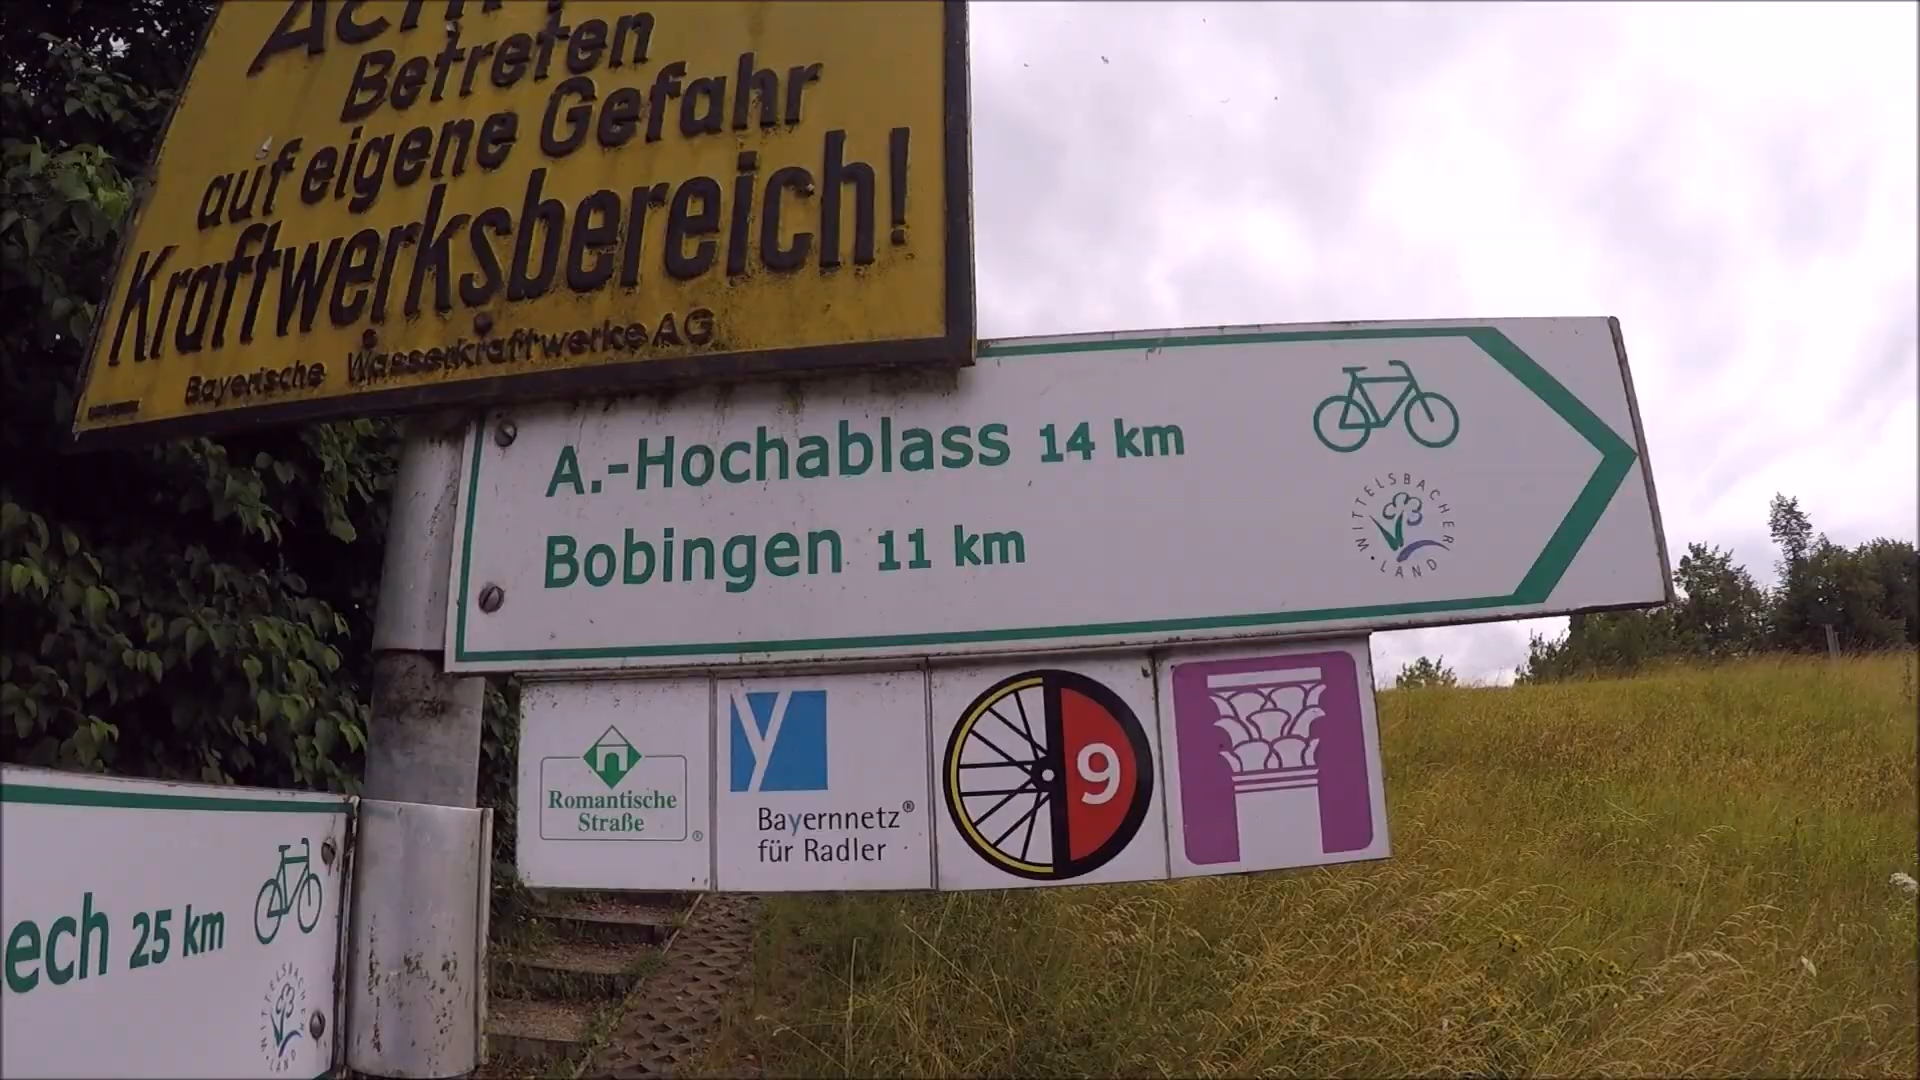 Betreten
auf eigene Gefahr
Kraftwerksbereich!
Bayerische Wasserkraftwerke AG
A.-Hochablass 14 km
Bobingen 11 km
WITTELSBACHER LAND
Romantische
Straße ®
Bayernnetz®
für Radler
9
ech 25 km
WITTELSBACHER LAND